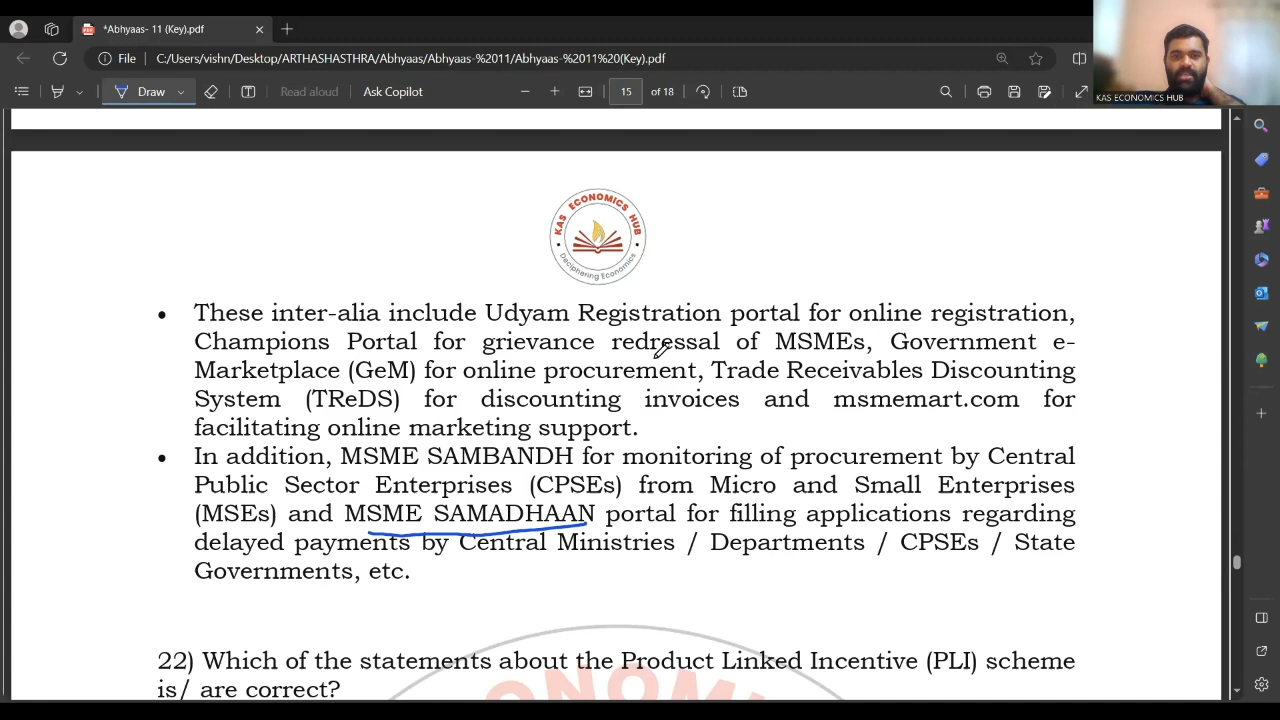 *Abhyaas- 11 (Key).pdf
File C:/Users/vishn/Desktop/ARTHASHASTHRA/Abhyaas/Abhyaas-%2011/Abhyaas-%2011%20(Key).pdf
Draw Read aloud Ask Copilot 15 of 18
KAS ECONOMICS HUB
KAS ECONOMICS HUB
Deciphering Economics
• These inter-alia include Udyam Registration portal for online registration,
Champions Portal for grievance redressal of MSMEs, Government e-
Marketplace (GeM) for online procurement, Trade Receivables Discounting
System (TReDS) for discounting invoices and msmemart.com for
facilitating online marketing support.
• In addition, MSME SAMBANDH for monitoring of procurement by Central
Public Sector Enterprises (CPSEs) from Micro and Small Enterprises
(MSEs) and MSME SAMADHAAN portal for filling applications regarding
delayed payments by Central Ministries / Departments / CPSEs / State
Governments, etc.
22) Which of the statements about the Product Linked Incentive (PLI) scheme
is/ are correct?